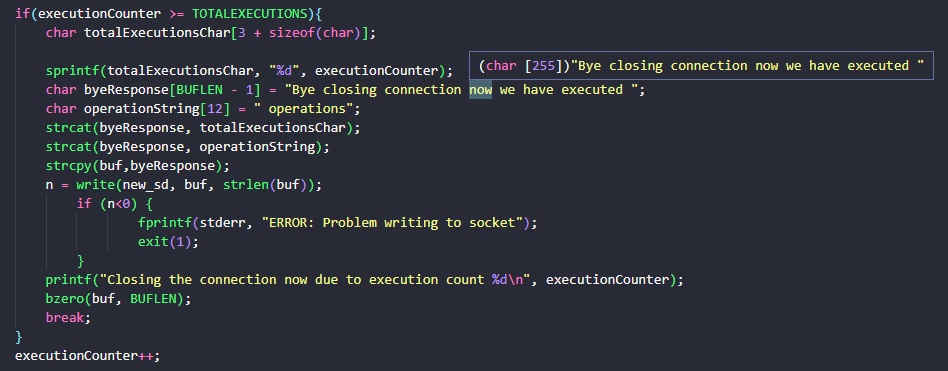 if(executionCounter >= TOTALEXECUTIONS){
    char totalExecutionsChar[3 + sizeof(char)];

    sprintf(totalExecutionsChar, "%d", executionCounter);
(char [255])"Bye closing connection now we have executed "
    char byeResponse[BUFLEN - 1] = "Bye closing connection now we have executed ";
    char operationString[12] = " operations";
    strcat(byeResponse, totalExecutionsChar);
    strcat(byeResponse, operationString);
    strcpy(buf,byeResponse);
    n = write(new_sd, buf, strlen(buf));
        if (n<0) {
                fprintf(stderr, "ERROR: Problem writing to socket");
                exit(1);
        }
    printf("Closing the connection now due to execution count %d\n", executionCounter);
    bzero(buf, BUFLEN);
    break;
}
executionCounter++;